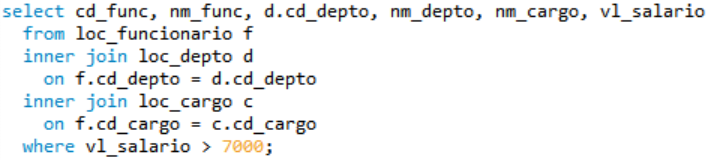 select cd_func, nm_func, d.cd_depto, nm_depto, nm_cargo, vl_salario
from loc_funcionario f
inner join loc_depto d
on f.cd_depto = d.cd_depto
inner join loc_cargo c
on f.cd_cargo = c.cd_cargo
where vl_salario > 7000;